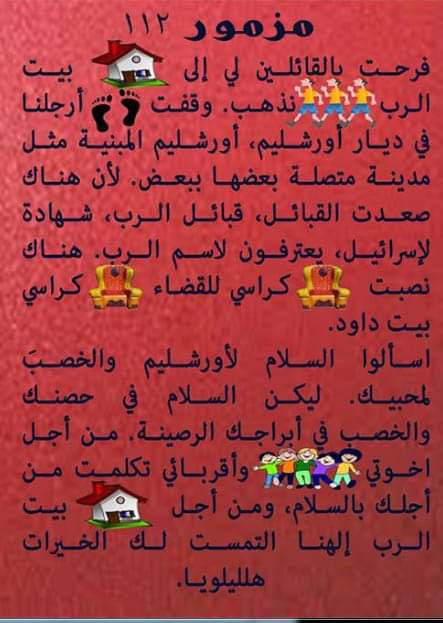 مزمور ١١٢
فرحت بالقائلين لي إلى بيت
الرب نذهب. وقفت أرجلنا
في ديار أورشليم، أورشليم المبنية مثل
مدينة متصلة بعضها ببعض. لأن هناك
صعدت القبائل، قبائل الرب، شهادة
لإسرائيل، يعترفون لاسم الرب. هناك
نصبت كراسي للقضاء كراسي
بيت داود.
اسألوا السلام لأورشليم والخصبَ
لمحبيك. ليكن السلام في حصنك
والخصب في أبراجك الرصينة. من أجل
اخوتي وأقربائي تكلمت من
أجلك بالسلام، ومن أجل بيت
الرب إلهنا التمست لك الخيرات
هلليلويا.